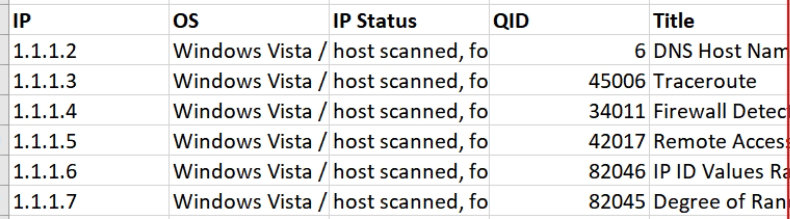 IP OS IP Status QID Title
1.1.1.2 Windows Vista / host scanned, fo 6 DNS Host Nam
1.1.1.3 Windows Vista / host scanned, fo 45006 Traceroute
1.1.1.4 Windows Vista / host scanned, fo 34011 Firewall Detec
1.1.1.5 Windows Vista / host scanned, fo 42017 Remote Access
1.1.1.6 Windows Vista / host scanned, fo 82046 IP ID Values Ra
1.1.1.7 Windows Vista / host scanned, fo 82045 Degree of Ran